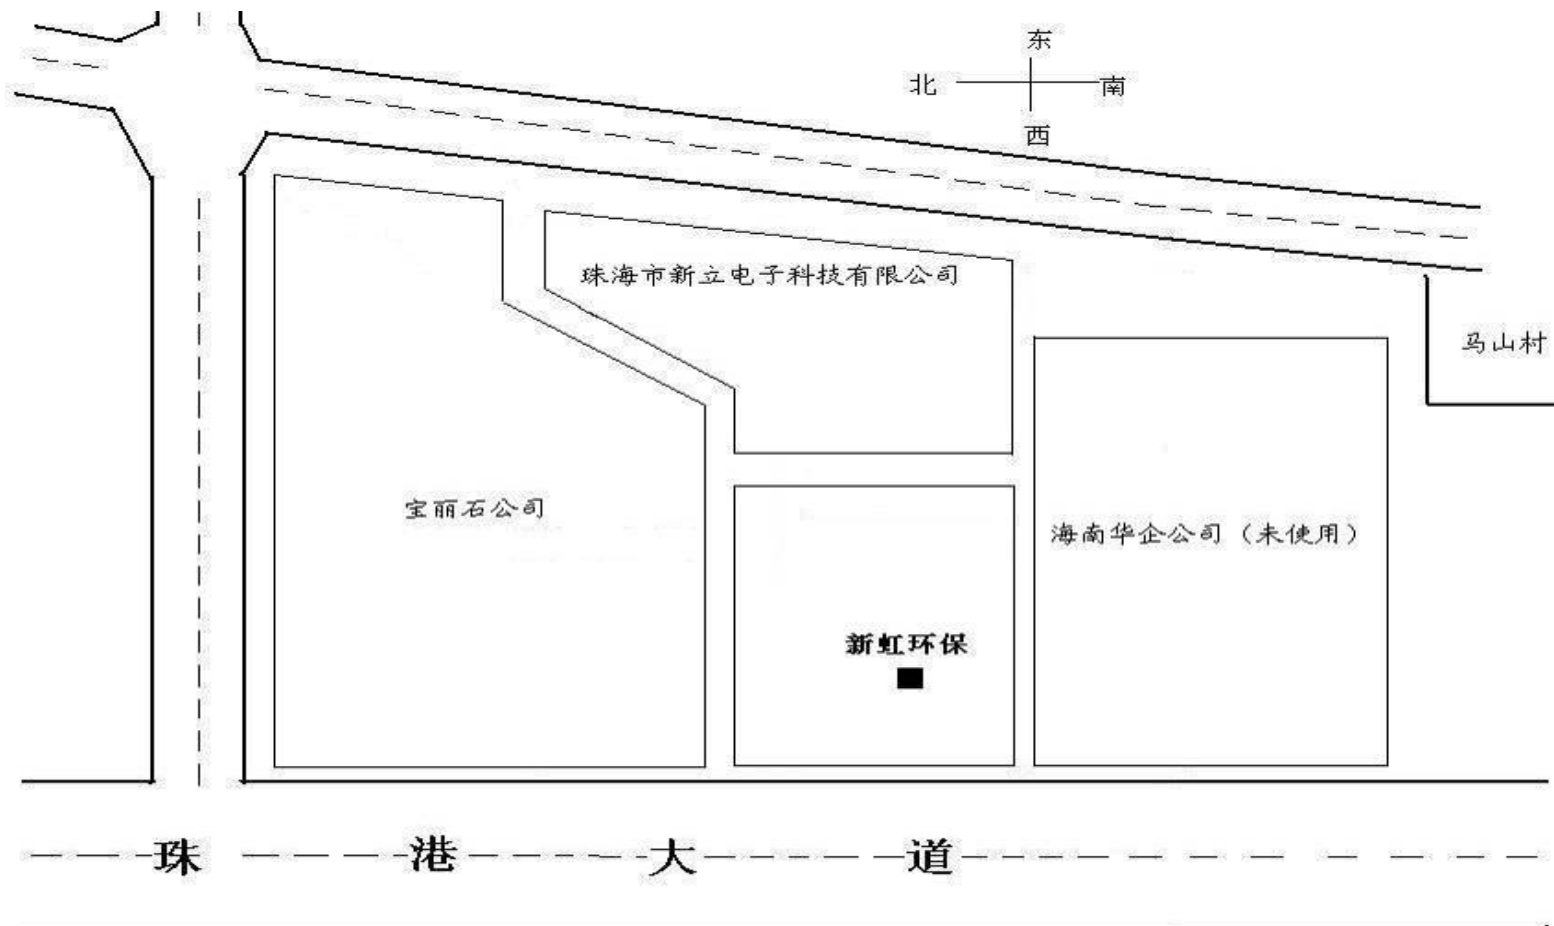 东
北
南
西
珠海市新立电子科技有限公司
马山村
宝丽石公司
海南华企公司（未使用）
新虹环保
珠港大道